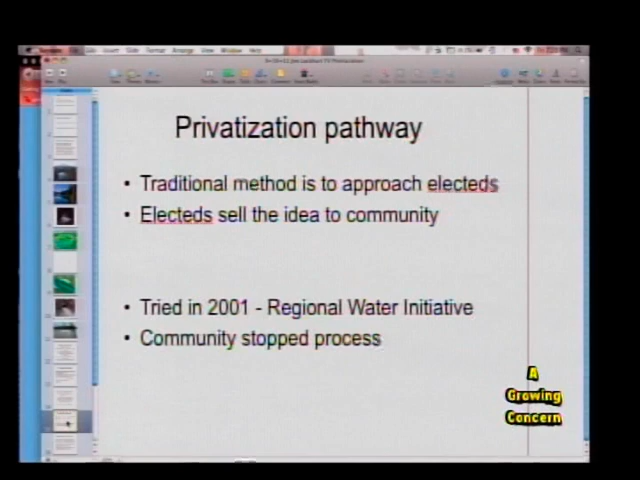 Privatization pathway
• Traditional method is to approach electeds
• Electeds sell the idea to community
• Tried in 2001 - Regional Water Initiative
• Community stopped process
A
Growing
Concern